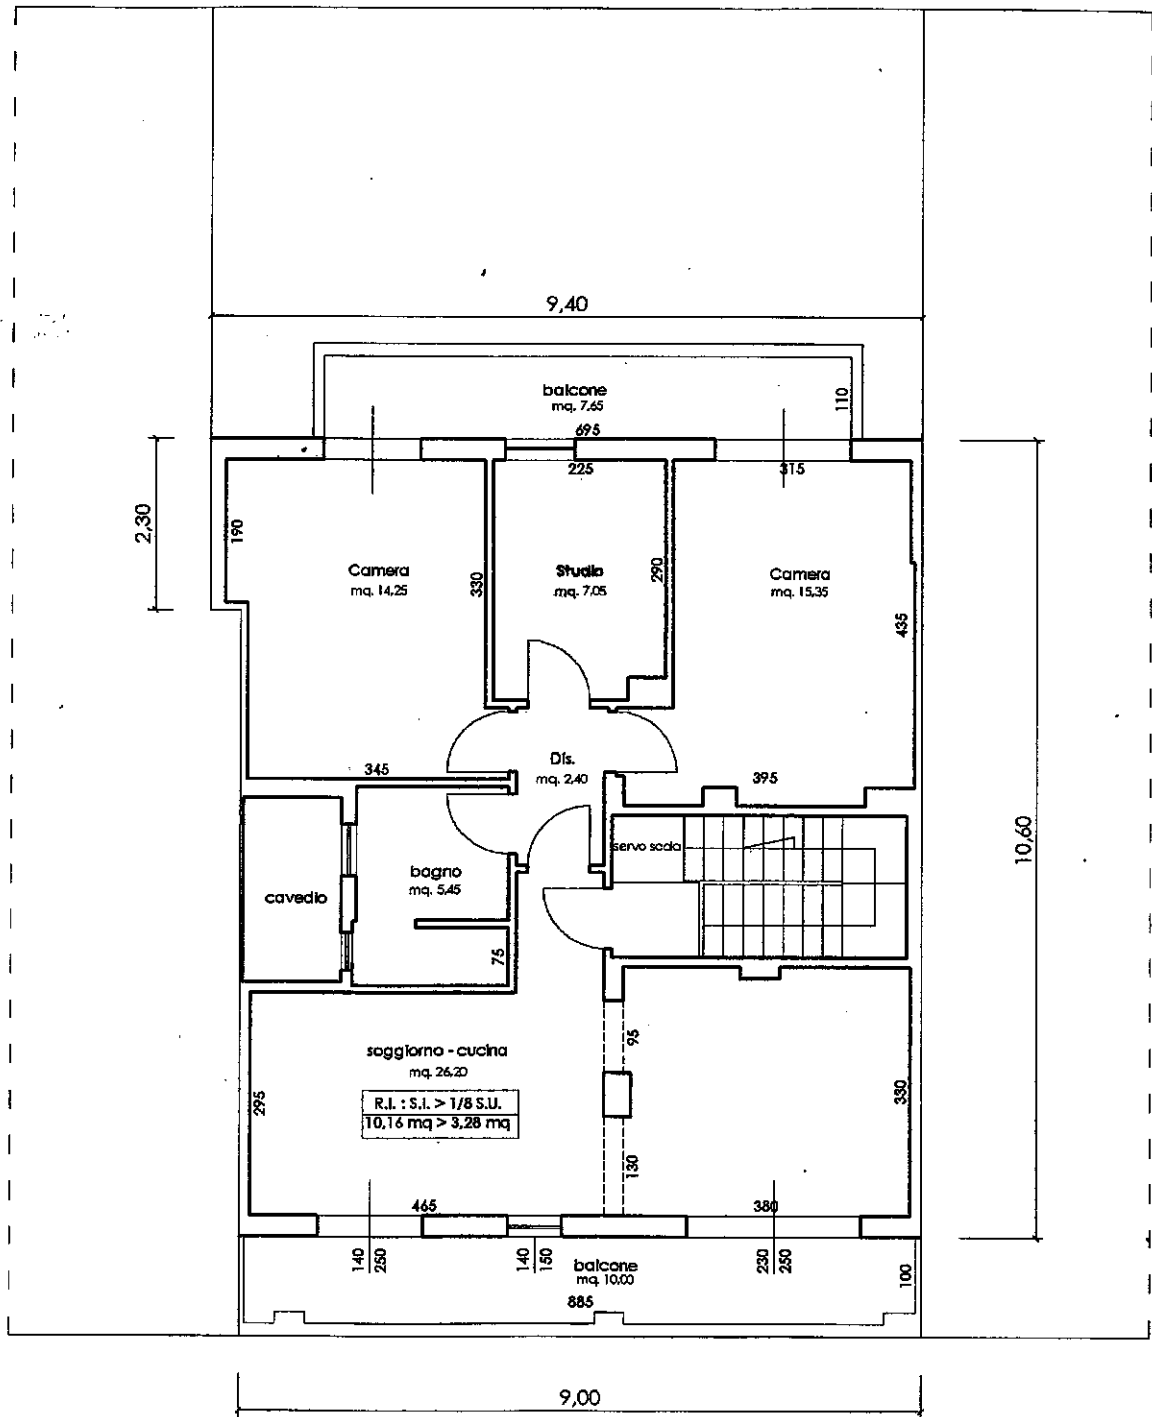 9,40
balcone
mq. 7,65
110
695
225
315
2,30
190
Camera
mq. 14,25
330
Studio
mq. 7,05
290
Camera
mq. 15,35
435
Dis.
mq. 2,40
345
395
servo scala
10,60
bagno
mq. 5,45
cavedio
75
soggiorno - cucina
mq. 26,20
R.I. : S.I. > 1/8 S.U.
10,16 mq > 3,28 mq
295
95
330
130
465
380
140
250
140
150
230
250
balcone
mq. 10,00
100
885
9,00